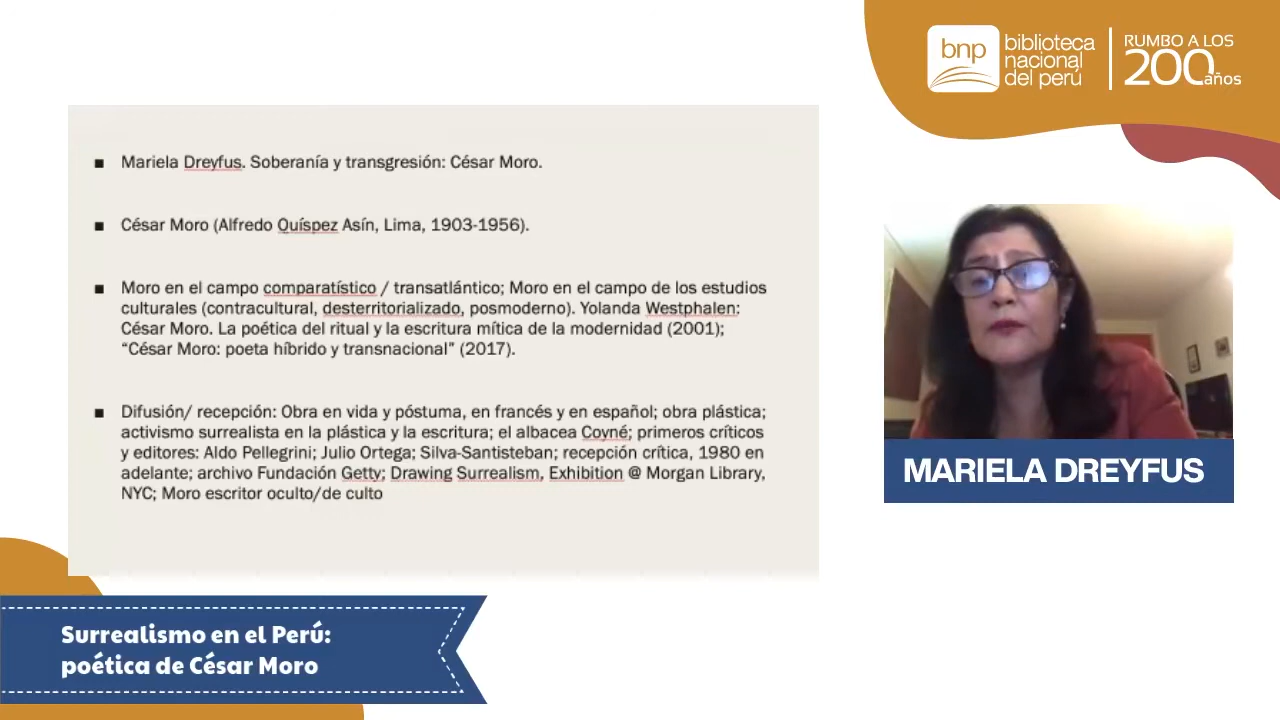 bnp
biblioteca
nacional
del perú
RUMBO A LOS
200 años
■ Mariela Dreyfus. Soberanía y transgresión: César Moro.
■ César Moro (Alfredo Quíspez Asín, Lima, 1903-1956).
■ Moro en el campo comparatístico / transatlántico; Moro en el campo de los estudios
culturales (contracultural, desterritorializado, posmoderno). Yolanda Westphalen:
César Moro. La poética del ritual y la escritura mítica de la modernidad (2001);
“César Moro: poeta híbrido y transnacional” (2017).
■ Difusión/ recepción: Obra en vida y póstuma, en francés y en español; obra plástica;
activismo surrealista en la plástica y la escritura; el albacea Coyné; primeros críticos
y editores: Aldo Pellegrini; Julio Ortega; Silva-Santisteban; recepción crítica, 1980 en
adelante; archivo Fundación Getty; Drawing Surrealism, Exhibition @ Morgan Library,
NYC; Moro escritor oculto/de culto
MARIELA DREYFUS
Surrealismo en el Perú:
poética de César Moro